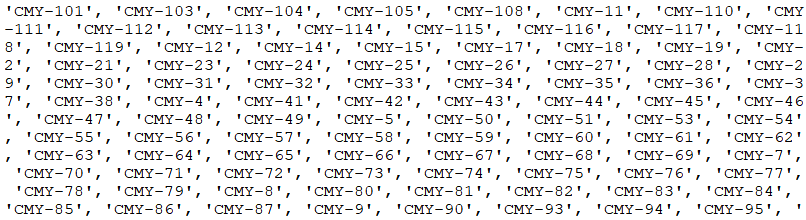 'CMY-101', 'CMY-103', 'CMY-104', 'CMY-105', 'CMY-108', 'CMY-11', 'CMY-110', 'CMY
-111', 'CMY-112', 'CMY-113', 'CMY-114', 'CMY-115', 'CMY-116', 'CMY-117', 'CMY-11
8', 'CMY-119', 'CMY-12', 'CMY-14', 'CMY-15', 'CMY-17', 'CMY-18', 'CMY-19', 'CMY-
2', 'CMY-21', 'CMY-23', 'CMY-24', 'CMY-25', 'CMY-26', 'CMY-27', 'CMY-28', 'CMY-2
9', 'CMY-30', 'CMY-31', 'CMY-32', 'CMY-33', 'CMY-34', 'CMY-35', 'CMY-36', 'CMY-3
7', 'CMY-38', 'CMY-4', 'CMY-41', 'CMY-42', 'CMY-43', 'CMY-44', 'CMY-45', 'CMY-46
', 'CMY-47', 'CMY-48', 'CMY-49', 'CMY-5', 'CMY-50', 'CMY-51', 'CMY-53', 'CMY-54'
, 'CMY-55', 'CMY-56', 'CMY-57', 'CMY-58', 'CMY-59', 'CMY-60', 'CMY-61', 'CMY-62'
, 'CMY-63', 'CMY-64', 'CMY-65', 'CMY-66', 'CMY-67', 'CMY-68', 'CMY-69', 'CMY-7',
'CMY-70', 'CMY-71', 'CMY-72', 'CMY-73', 'CMY-74', 'CMY-75', 'CMY-76', 'CMY-77',
'CMY-78', 'CMY-79', 'CMY-8', 'CMY-80', 'CMY-81', 'CMY-82', 'CMY-83', 'CMY-84',
'CMY-85', 'CMY-86', 'CMY-87', 'CMY-9', 'CMY-90', 'CMY-93', 'CMY-94', 'CMY-95', '